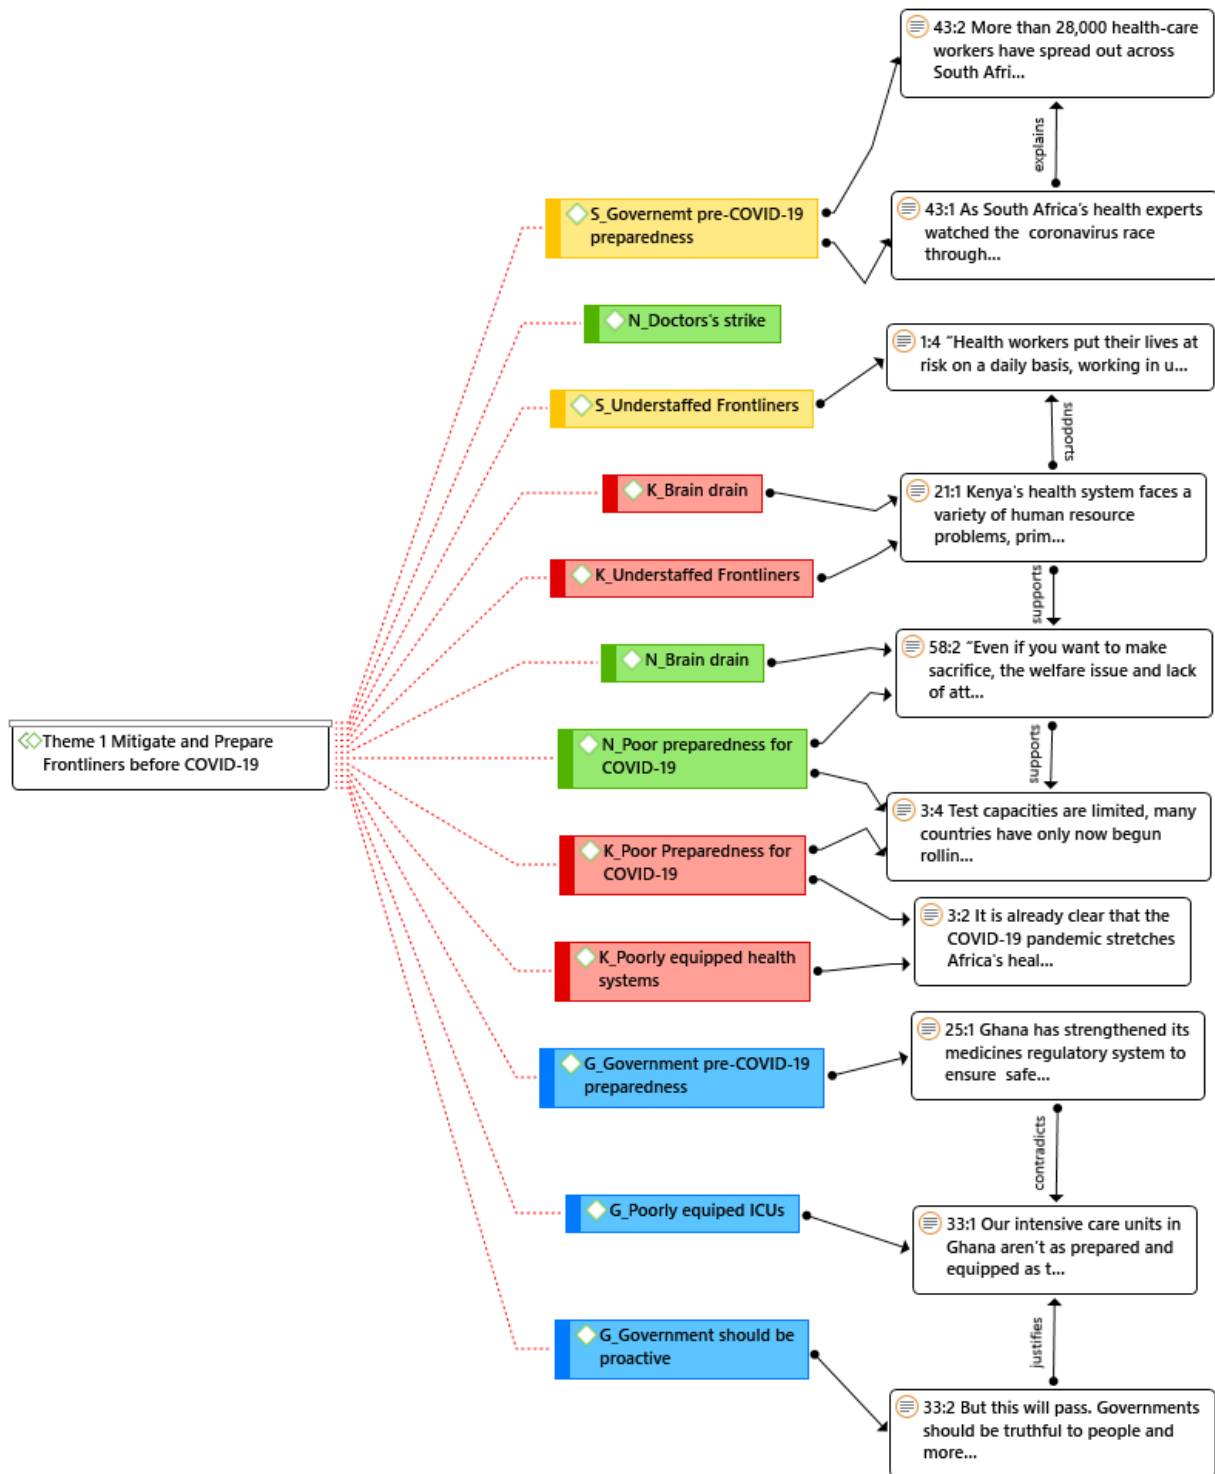 43:2 More than 28,000 health-care
workers have spread out across
South Afri...
explains
S_Governemt pre-COVID-19
preparedness
43:1 As South Africa's health experts
watched the coronavirus race
through...
N_Doctors's strike
1:4 "Health workers put their lives at
risk on a daily basis, working in u...
S_Understaffed Frontliners
supports
K_Brain drain
21:1 Kenya's health system faces a
variety of human resource
problems, prim...
K_Understaffed Frontliners
supports
N_Brain drain
58:2 "Even if you want to make
sacrifice, the welfare issue and lack
of att...
Theme 1 Mitigate and Prepare
Frontliners before COVID-19
N_Poor preparedness for
COVID-19
supports
3:4 Test capacities are limited, many
countries have only now begun
rollin...
K_Poor Preparedness for
COVID-19
3:2 It is already clear that the
COVID-19 pandemic stretches
Africa's heal...
K_Poorly equipped health
systems
25:1 Ghana has strengthened its
medicines regulatory system to
ensure safe...
G_Government pre-COVID-19
preparedness
contradicts
G_Poorly equiped ICUs
33:1 Our intensive care units in
Ghana aren't as prepared and
equipped as t...
G_Government should be
proactive
justifies
33:2 But this will pass. Governments
should be truthful to people and
more...